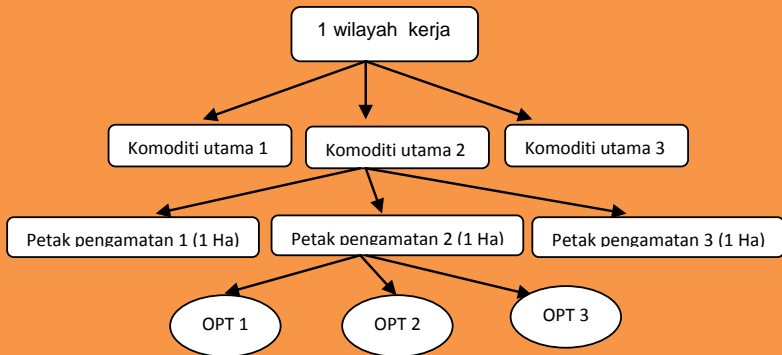 1 wilayah kerja
Komoditi utama 1
Komoditi utama 2
Komoditi utama 3
Petak pengamatan 1 (1 Ha)
Petak pengamatan 2 (1 Ha)
Petak pengamatan 3 (1 Ha)
OPT 1
OPT 2
OPT 3